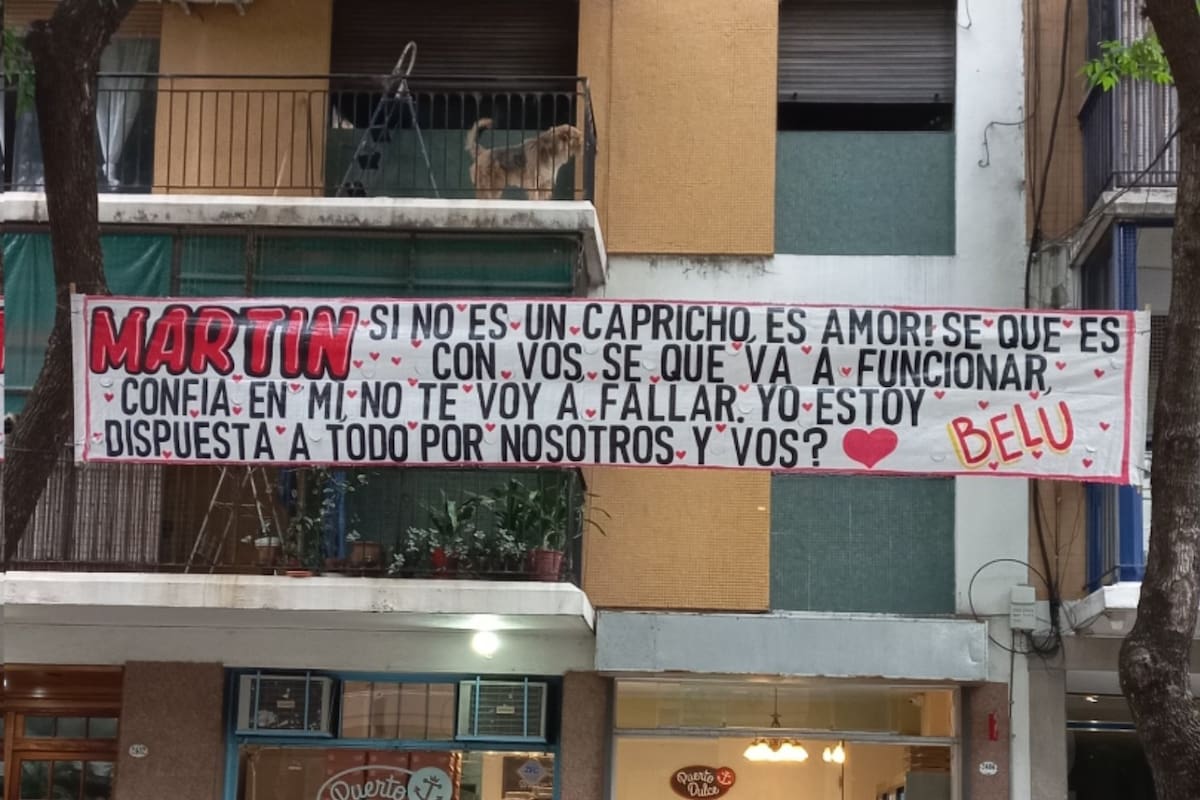 MARTIN SI NO ES UN CAPRICHO, ES AMOR! SE QUE ES
CON VOS, SE QUE VA A FUNCIONAR,
CONFIA EN MI, NO TE VOY A FALLAR. YO ESTOY
DISPUESTA A TODO POR NOSOTROS Y VOS?
BELU
Puerto
Puerto
Dulce